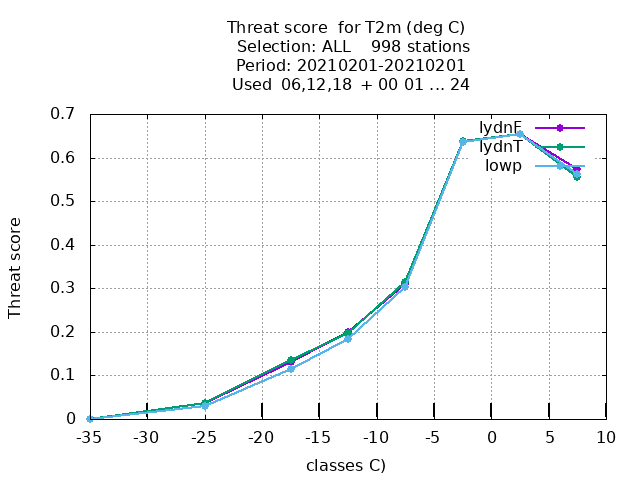 Threat score  for T2m (deg C)
Selection: ALL    998 stations
Period: 20210201-20210201
Used  06,12,18  + 00 01 ... 24
0.7
0.6
0.5
0.4
0.3
0.2
0.1
0
Threat score
lydnF
lydnT
lowp
-35 -30 -25 -20 -15 -10 -5 0 5 10
classes C)